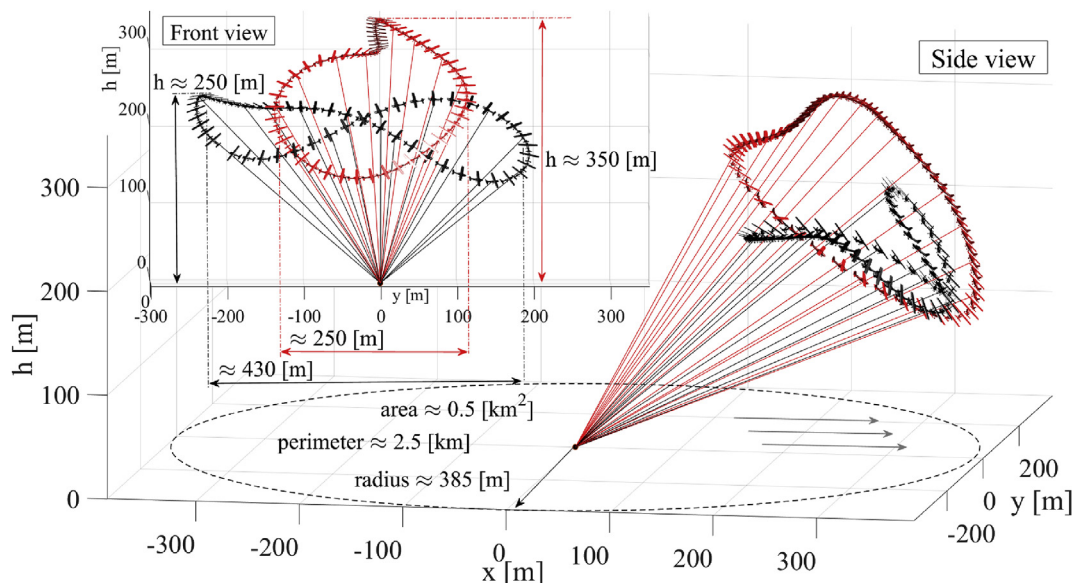 Front view
h [m]
300
200
100
0
0
h ≈ 250 [m]
h ≈ 350 [m]
-300
-200
-100
0
100
200
300
y [m]
≈ 250 [m]
≈ 430 [m]
Side view
area ≈ 0.5 [km²]
perimeter ≈ 2.5 [km]
radius ≈ 385 [m]
h [m]
300
200
100
0
-300
-200
-100
0
100
200
300
x [m]
-200
0
200
y [m]